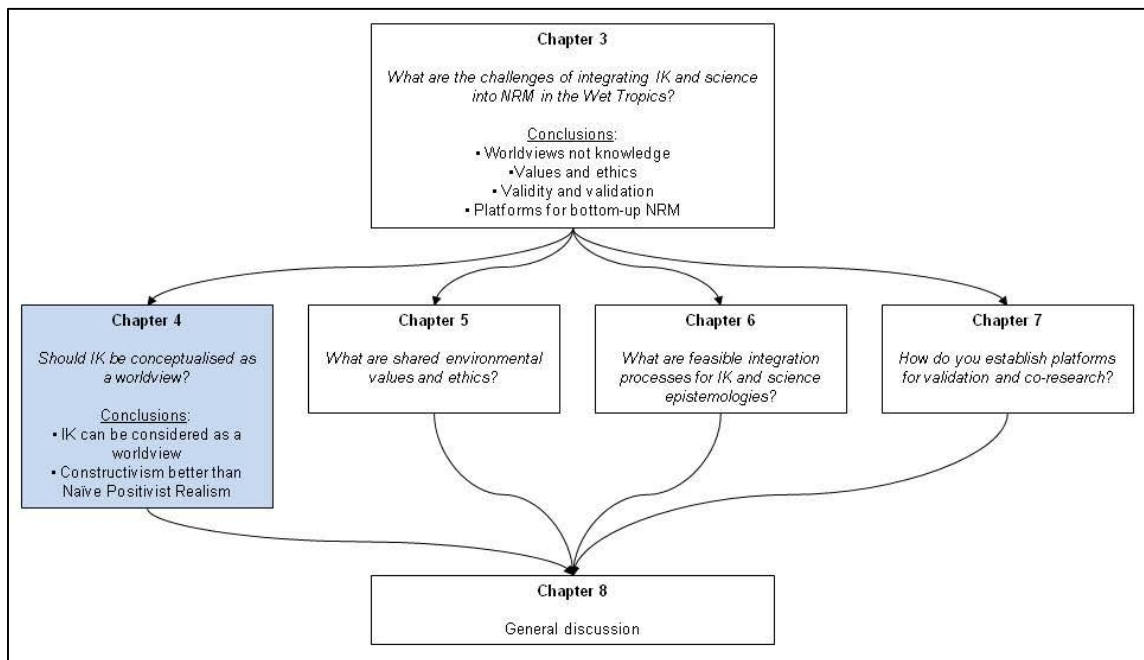 Chapter 3
What are the challenges of integrating IK and science
into NRM in the Wet Tropics?
Conclusions:
▪ Worldviews not knowledge
▪Values and ethics
▪ Validity and validation
▪ Platforms for bottom-up NRM
Chapter 4
Should IK be conceptualised as
a worldview?
Conclusions:
▪ IK can be considered as a
worldview
▪ Constructivism better than
Naïve Positivist Realism
Chapter 5
What are shared environmental
values and ethics?
Chapter 6
What are feasible integration
processes for IK and science
epistemologies?
Chapter 7
How do you establish platforms
for validation and co-research?
Chapter 8
General discussion